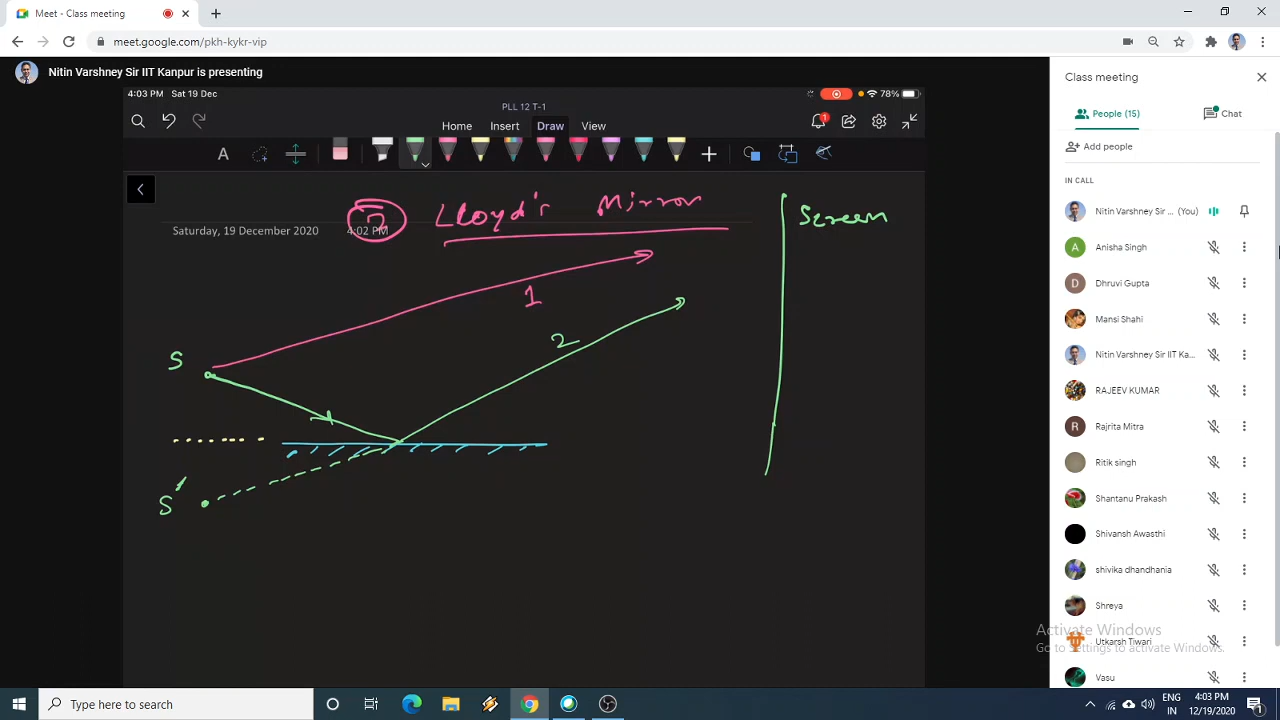 Meet - Class meeting
meet.google.com/pkh-kykr-vip
Nitin Varshney Sir IIT Kanpur is presenting
4:03 PM Sat 19 Dec
78%
PLL 12 T-1
Home Insert Draw View
1
A
7 Lloyd's Mirror
Saturday, 19 December 2020 4:02 PM
Screen
1
2
S
S'
Class meeting
People (15)
Chat
Add people
IN CALL
Nitin Varshney Sir ... (You)
A Anisha Singh
D Dhruvi Gupta
Mansi Shahi
Nitin Varshney Sir IIT Ka...
RAJEEV KUMAR
R Rajrita Mitra
Ritik singh
Shantanu Prakash
Shivansh Awasthi
shivika dhandhania
Shreya
Utkarsh Tiwari
Vasu
Activate Windows
Go to Settings to activate Windows.
Type here to search
ENG
IN
4:03 PM
12/19/2020
1